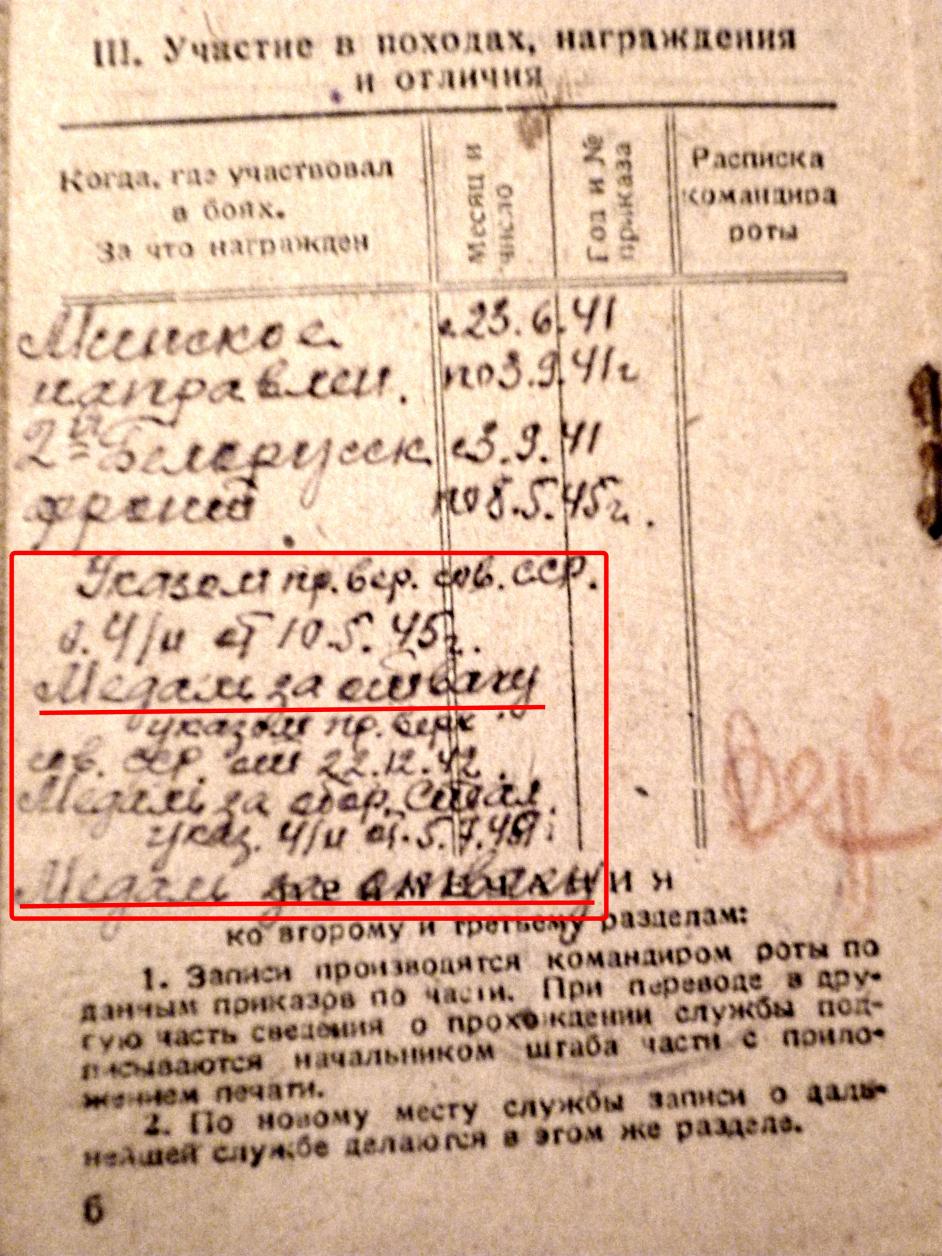 III. Участие в походах, награждения
и отличия
Когда, где участвовал
в боях.
За что награжден
Месяц и
число
Год и №
приказа
Расписка
командира
роты
Минское с 23.6.41
направлен. по 3.9.41г
2й Белорусск с 3.9.41
фронт по 8.5.45г.
Указом пр. вер. сов. сср.
ч/и от 10.5.45г.
Медаль за отвагу
указом пр. верх
сов. сср. от 22.12.42.
Медаль за обор. Стал.
указ. ч/и от 5.7.
Медаль за отвагу
ПРИМЕЧАНИЯ
ко второму и третьему разделам:
1. Записи производятся командиром роты по
данным приказов по части. При переводе в дру-
гую часть сведения о прохождении службы под-
писываются начальником штаба части с прило-
жением печати.
2. По новому месту службы записи о даль-
нейшей службе делаются в этом же разделе.
6